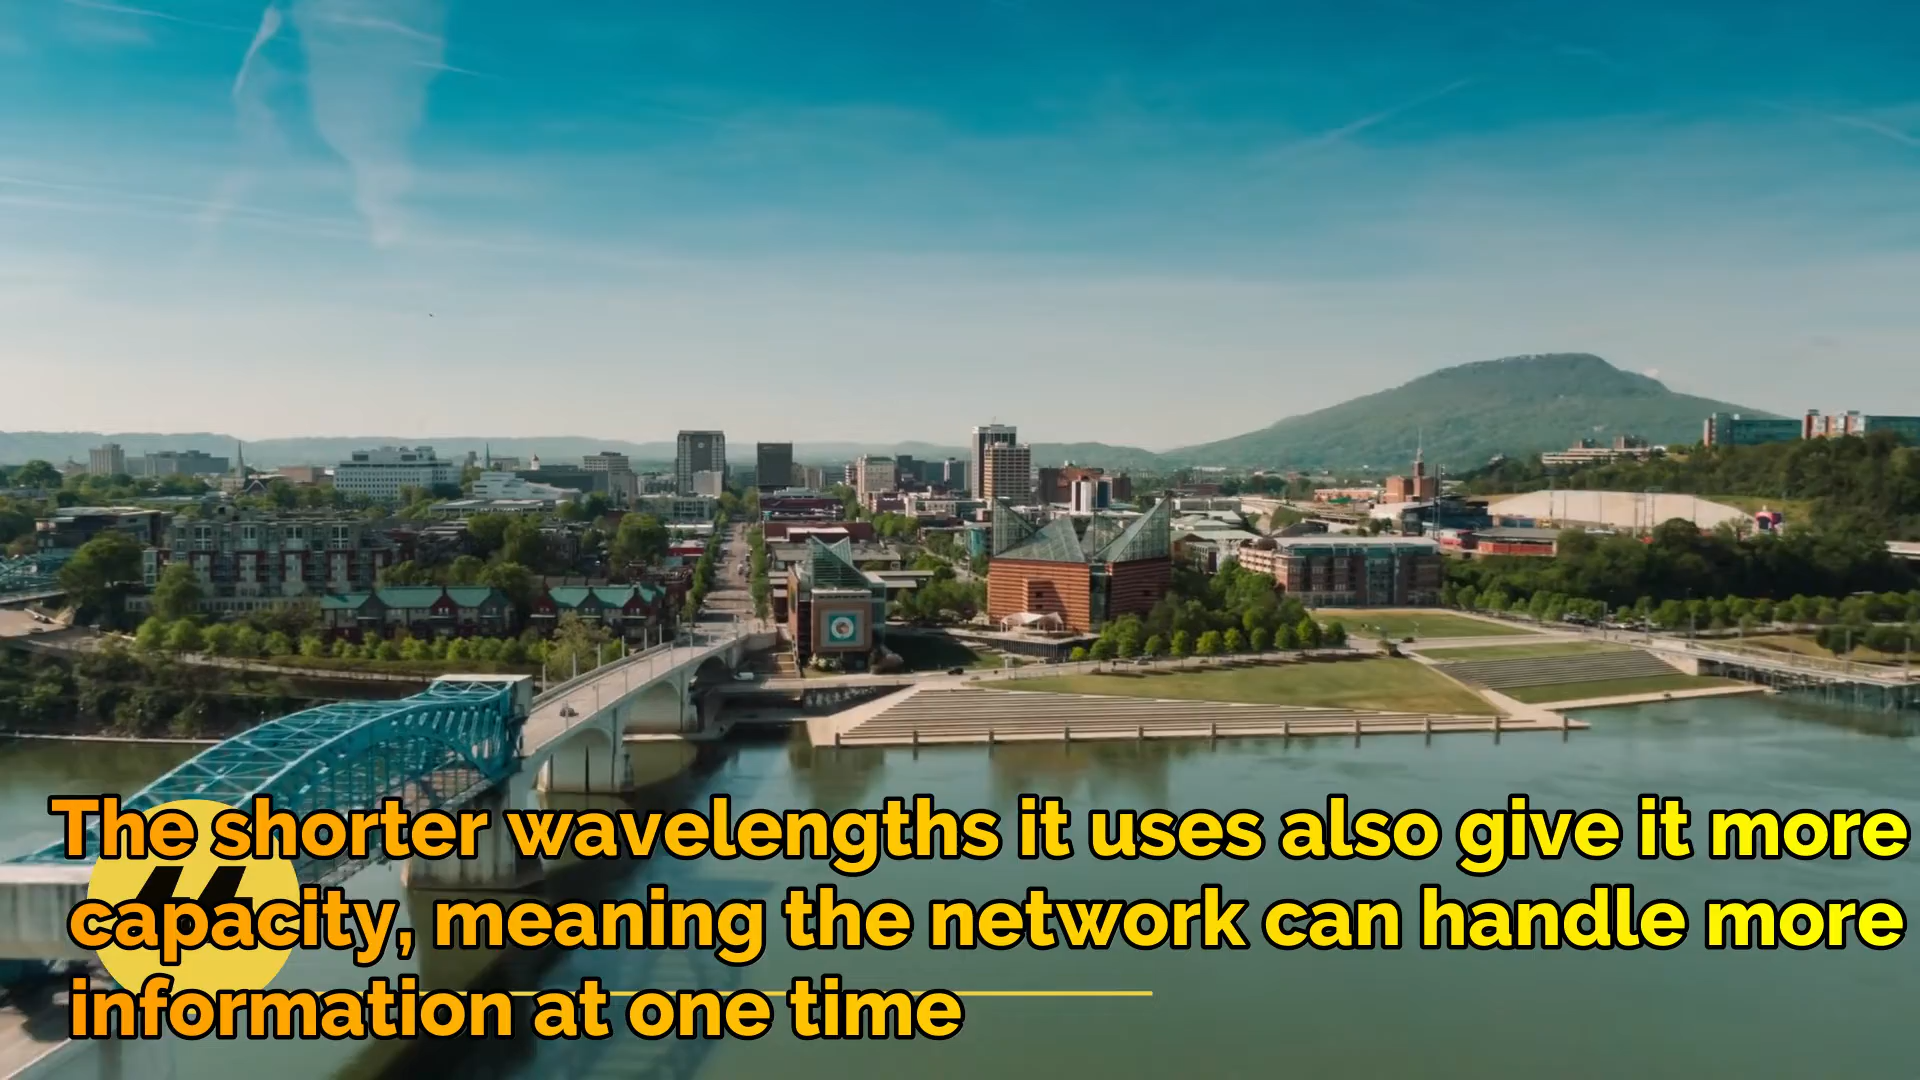 The shorter wavelengths it uses also give it more
capacity, meaning the network can handle more
information at one time